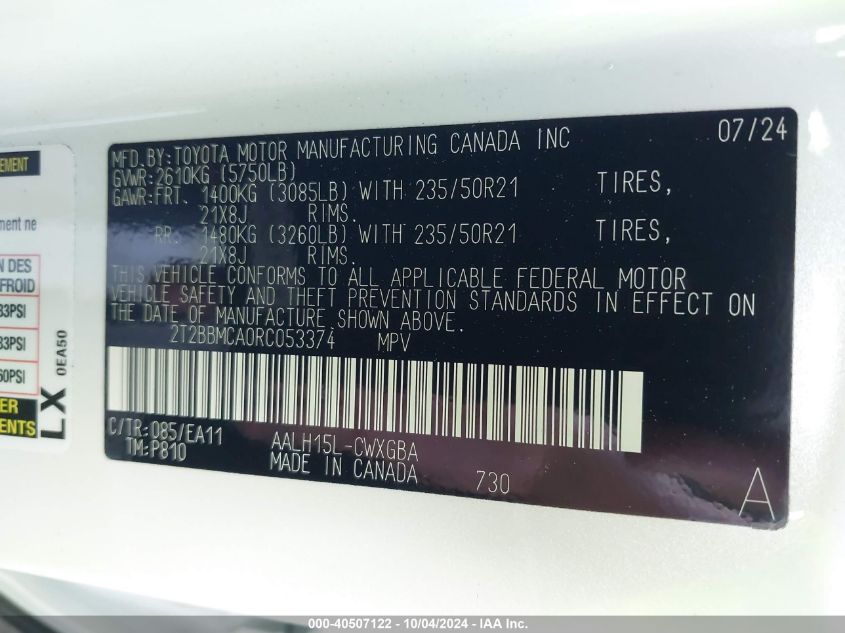 07/24
MFD.BY:TOYOTA MOTOR MANUFACTURING CANADA INC
GVWR:2610KG (5750LB)
GAWR:FRT. 1400KG (3085LB) WITH 235/50R21 TIRES,
21X8J RIMS.
RR. 1480KG (3260LB) WITH 235/50R21 TIRES,
21X8J RIMS.
THIS VEHICLE CONFORMS TO ALL APPLICABLE FEDERAL MOTOR
VEHICLE SAFETY AND THEFT PREVENTION STANDARDS IN EFFECT ON
THE DATE OF MANUFACTURE SHOWN ABOVE.
2T2BBMCA0RC053374 MPV
C/TR:085/EA11 AALH15L-CWXGBA
TM:P810 MADE IN CANADA 730
A
EMENT
ment ne
N DES
FROID
33PSI
33PSI
60PSI
ER
ENTS
LX
0EA50
000-40507122 - 10/04/2024 - IAA Inc.